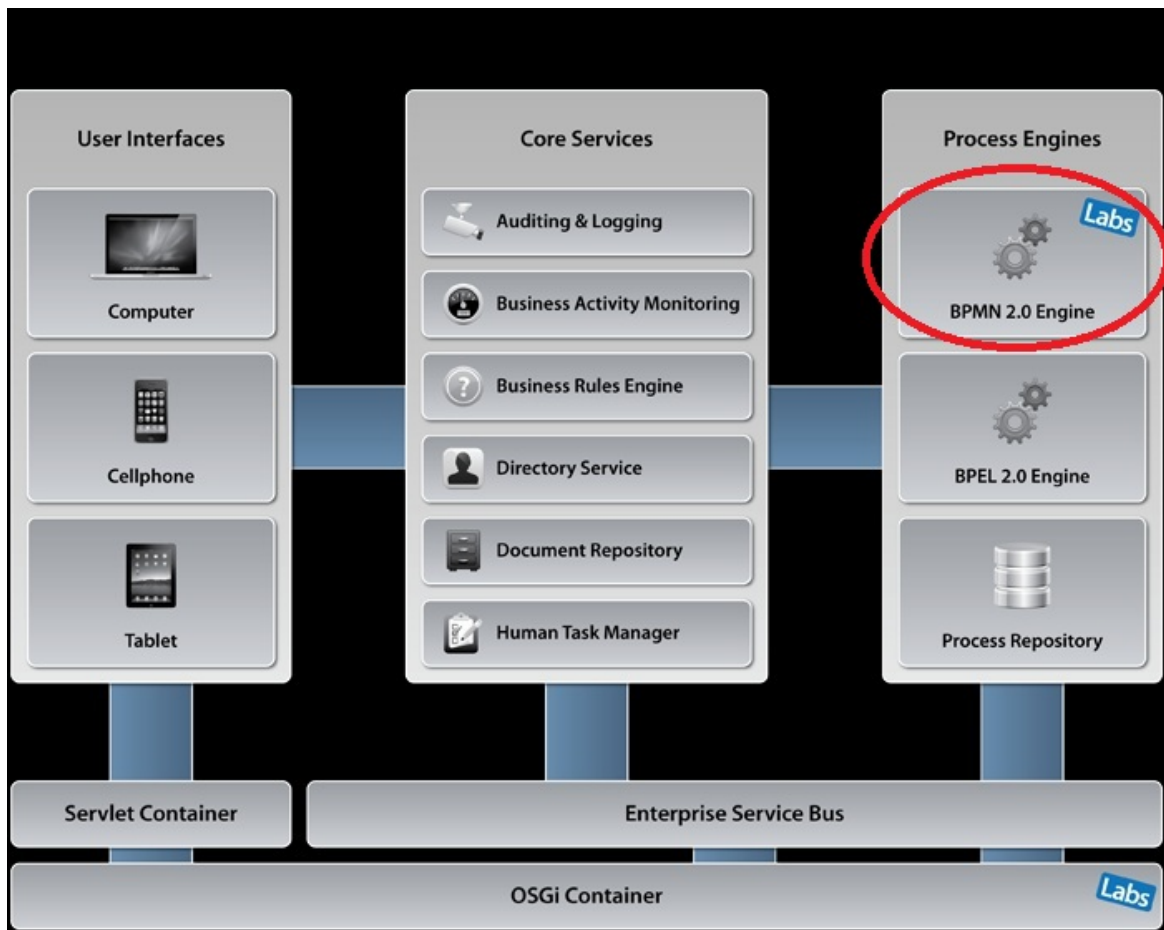 User Interfaces
Computer
Cellphone
Tablet
Core Services
Auditing & Logging
Business Activity Monitoring
Business Rules Engine
Directory Service
Document Repository
Human Task Manager
Process Engines
Labs
BPMN 2.0 Engine
BPEL 2.0 Engine
Process Repository
Servlet Container
Enterprise Service Bus
OSGi Container
Labs